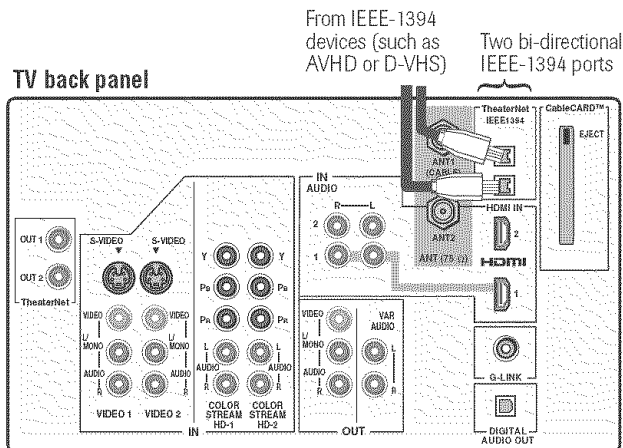 From IEEE-1394
devices (such as
AVHD or D-VHS)
Two bi-directional
IEEE-1394 ports
TV back panel
TheaterNet
IEEE1394
CableCARD™
EJECT
ANT1
(CABLE)
ANT2
ANT (75 Ω)
HDMI IN
2
HDMI
1
G-LINK
DIGITAL
AUDIO OUT
IN
AUDIO
R L
2
1
OUT 1
OUT 2
TheaterNet
S-VIDEO S-VIDEO
VIDEO VIDEO
L/
MONO
L/
MONO
AUDIO AUDIO
R R
VIDEO 1 VIDEO 2
Y Y
PB PB
PR PR
L L
AUDIO AUDIO
R R
COLOR
STREAM
HD-1
COLOR
STREAM
HD-2
IN
VIDEO
VAR
AUDIO
L/
MONO
L
AUDIO
R R
OUT